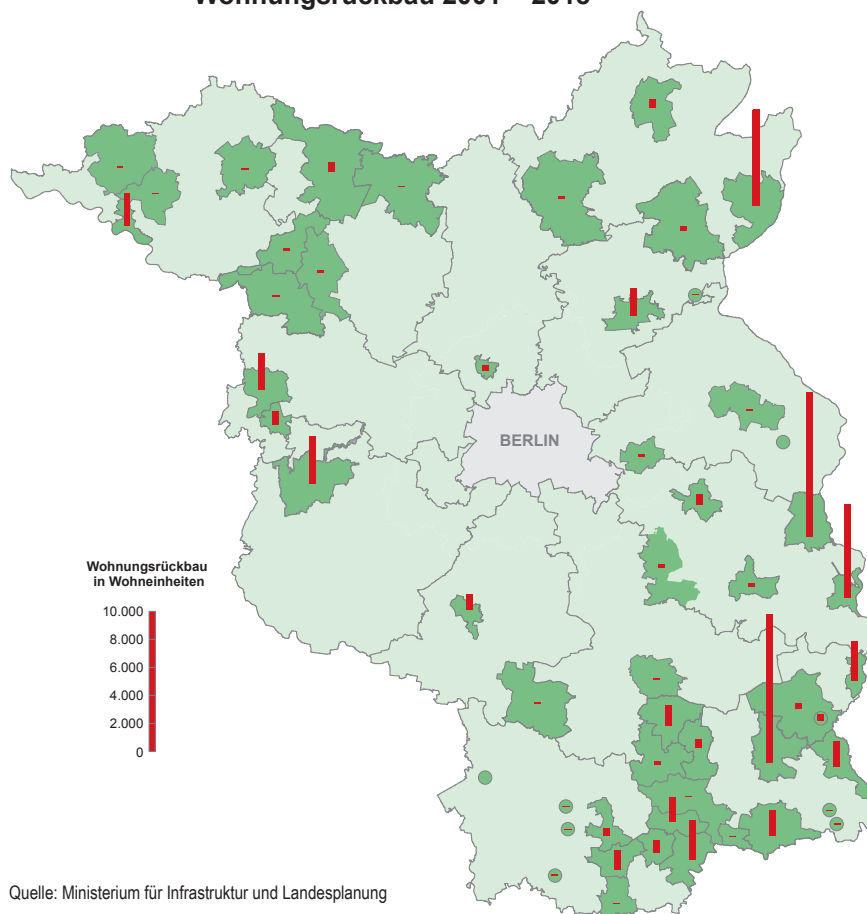 BERLIN
Wohnungsrückbau
in Wohneinheiten
10.000
8.000
6.000
4.000
2.000
0
Quelle: Ministerium für Infrastruktur und Landesplanung